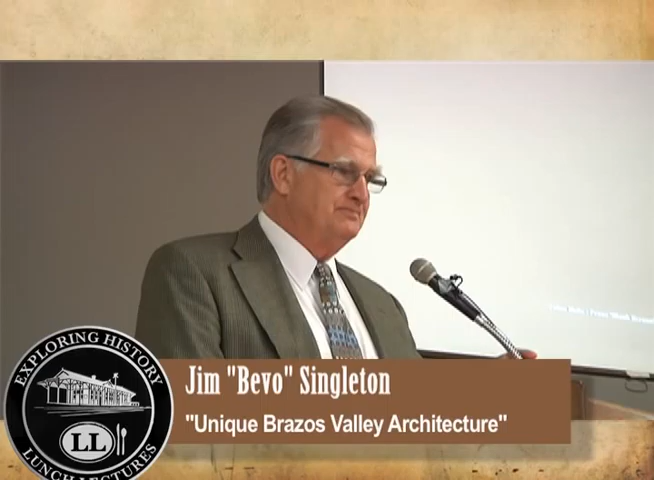 Jim "Bevo" Singleton
"Unique Brazos Valley Architecture"
EXPLORING HISTORY
LL
LUNCH LECTURES